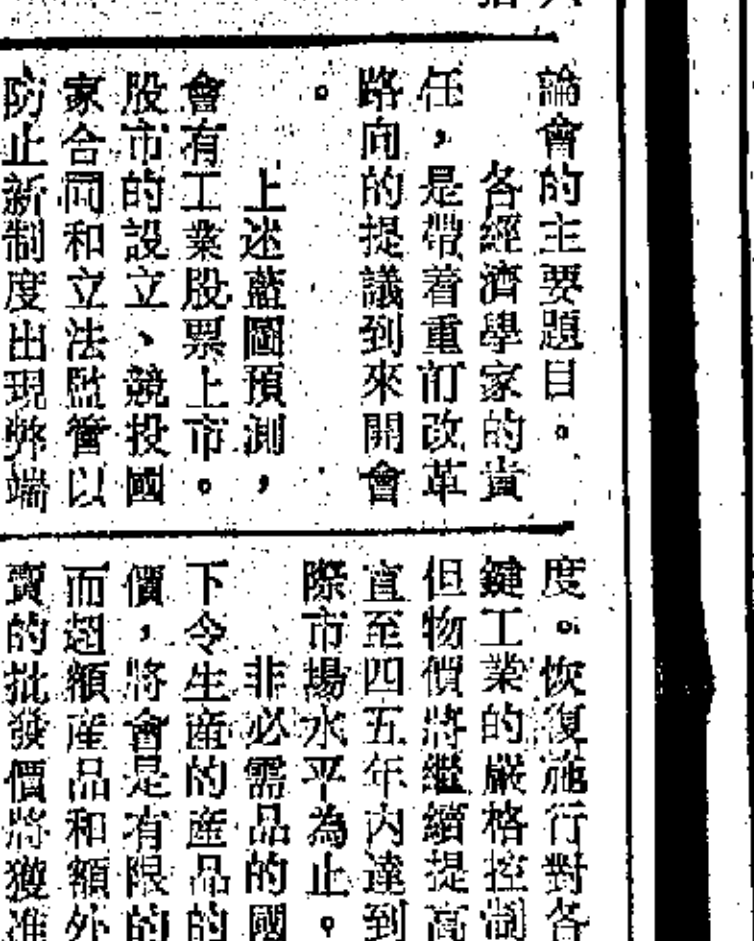 論會的主要題目。
各經濟學家的責
任，是帶着重訂改革
路向的提議到來開會
。
上述藍圖預測，
會有工業股票上市。
股市的設立、競投國
家合同和立法監管以
防止新制度出現弊端
度。恢復施行對各
鍵工業的嚴格控制
但物價將繼續提高
直至四五年內達到
際市場水平為止。
非必需品的國
下令生產的產品的
價，將會是有限的
而超額產品和額外
賣的批發價將獲准